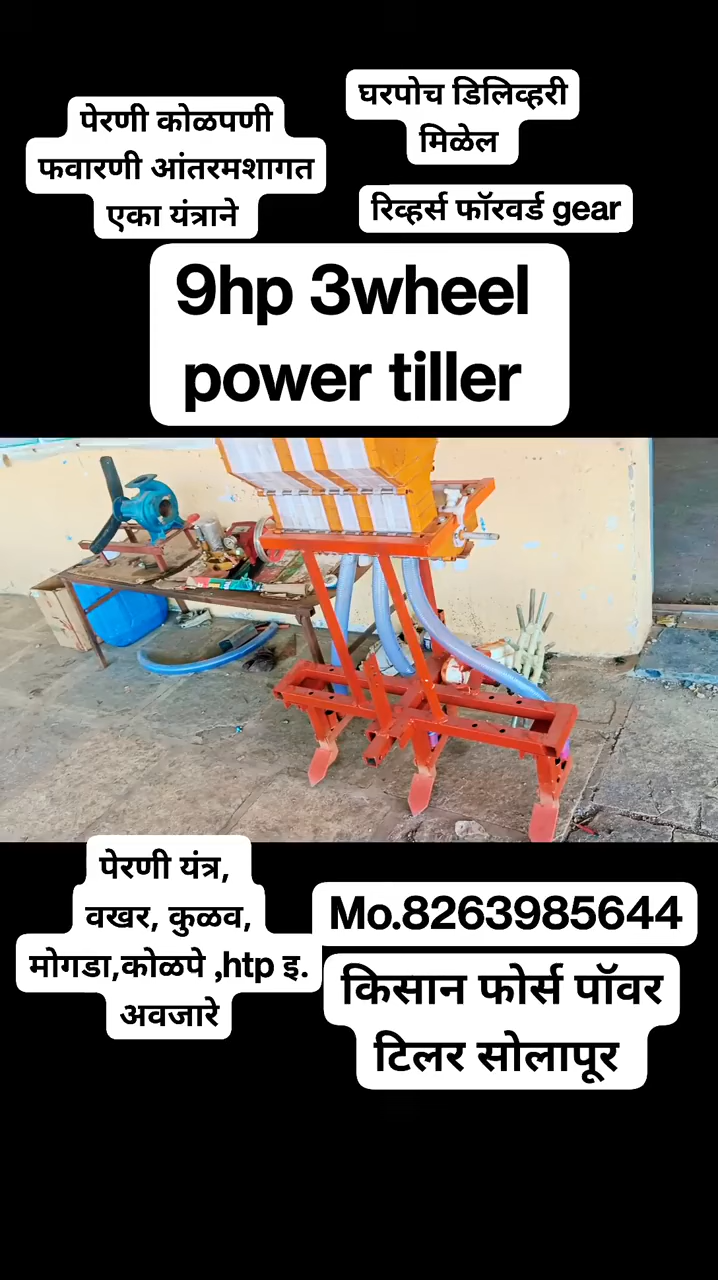 पेरणी कोळपणी
फवारणी आंतरमशागत
एका यंत्राने
घरपोच डिलिव्हरी
मिळेल
रिव्हर्स फॉरवर्ड gear
9hp 3wheel
power tiller
पेरणी यंत्र,
वखर, कुळव,
मोगडा,कोळपे ,htp इ.
अवजारे
Mo.8263985644
किसान फोर्स पॉवर
टिलर सोलापूर